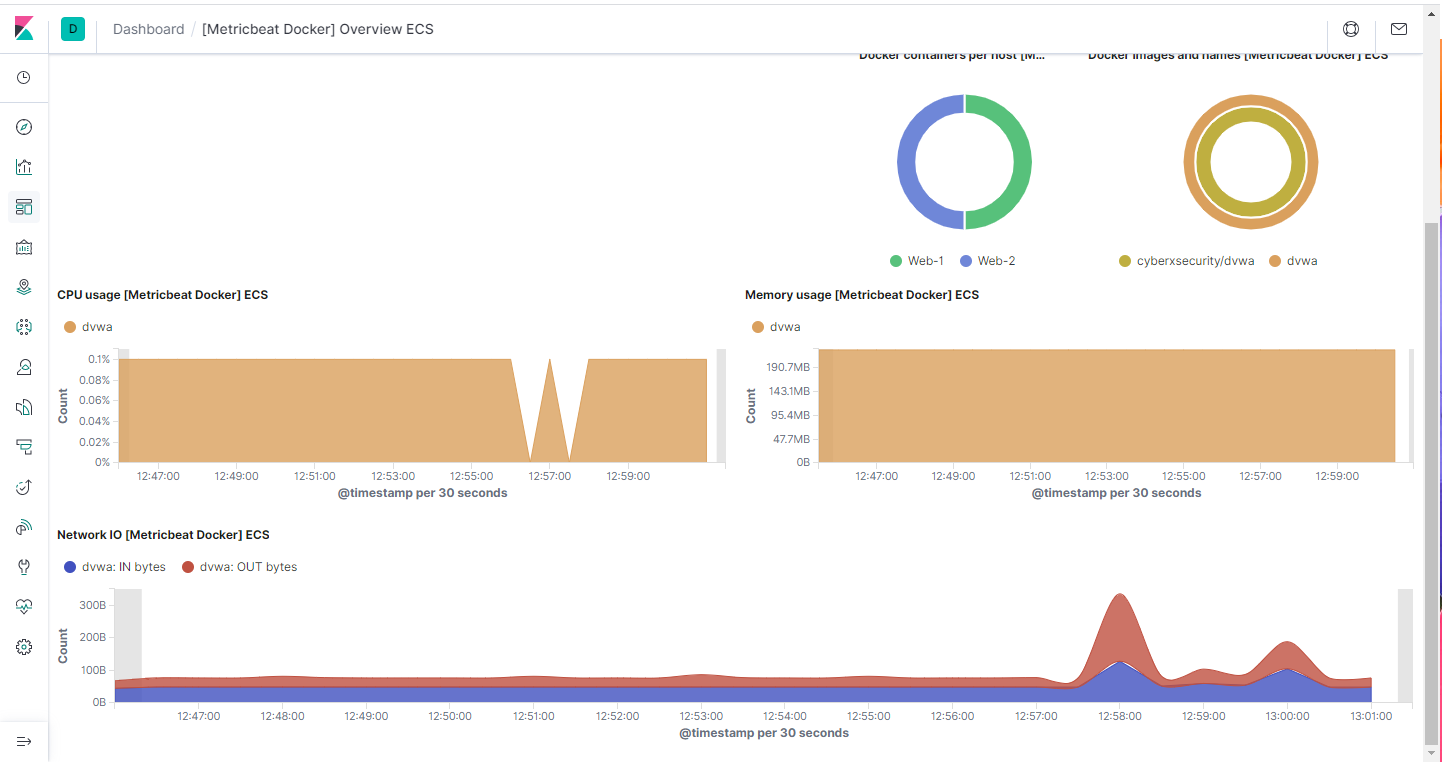 D Dashboard / [Metricbeat Docker] Overview ECS
Docker containers per host [M... Docker images and names [Metricbeat Docker] ECS
Web-1 Web-2 cyberxsecurity/dvwa dvwa
CPU usage [Metricbeat Docker] ECS
dvwa
Count
0.1%
0.08%
0.06%
0.04%
0.02%
0%
12:47:00 12:49:00 12:51:00 12:53:00 12:55:00 12:57:00 12:59:00
@timestamp per 30 seconds
Memory usage [Metricbeat Docker] ECS
dvwa
Count
190.7MB
143.1MB
95.4MB
47.7MB
0B
12:47:00 12:49:00 12:51:00 12:53:00 12:55:00 12:57:00 12:59:00
@timestamp per 30 seconds
Network IO [Metricbeat Docker] ECS
dvwa: IN bytes dvwa: OUT bytes
Count
300B
200B
100B
0B
12:47:00 12:48:00 12:49:00 12:50:00 12:51:00 12:52:00 12:53:00 12:54:00 12:55:00 12:56:00 12:57:00 12:58:00 12:59:00 13:00:00 13:01:00
@timestamp per 30 seconds